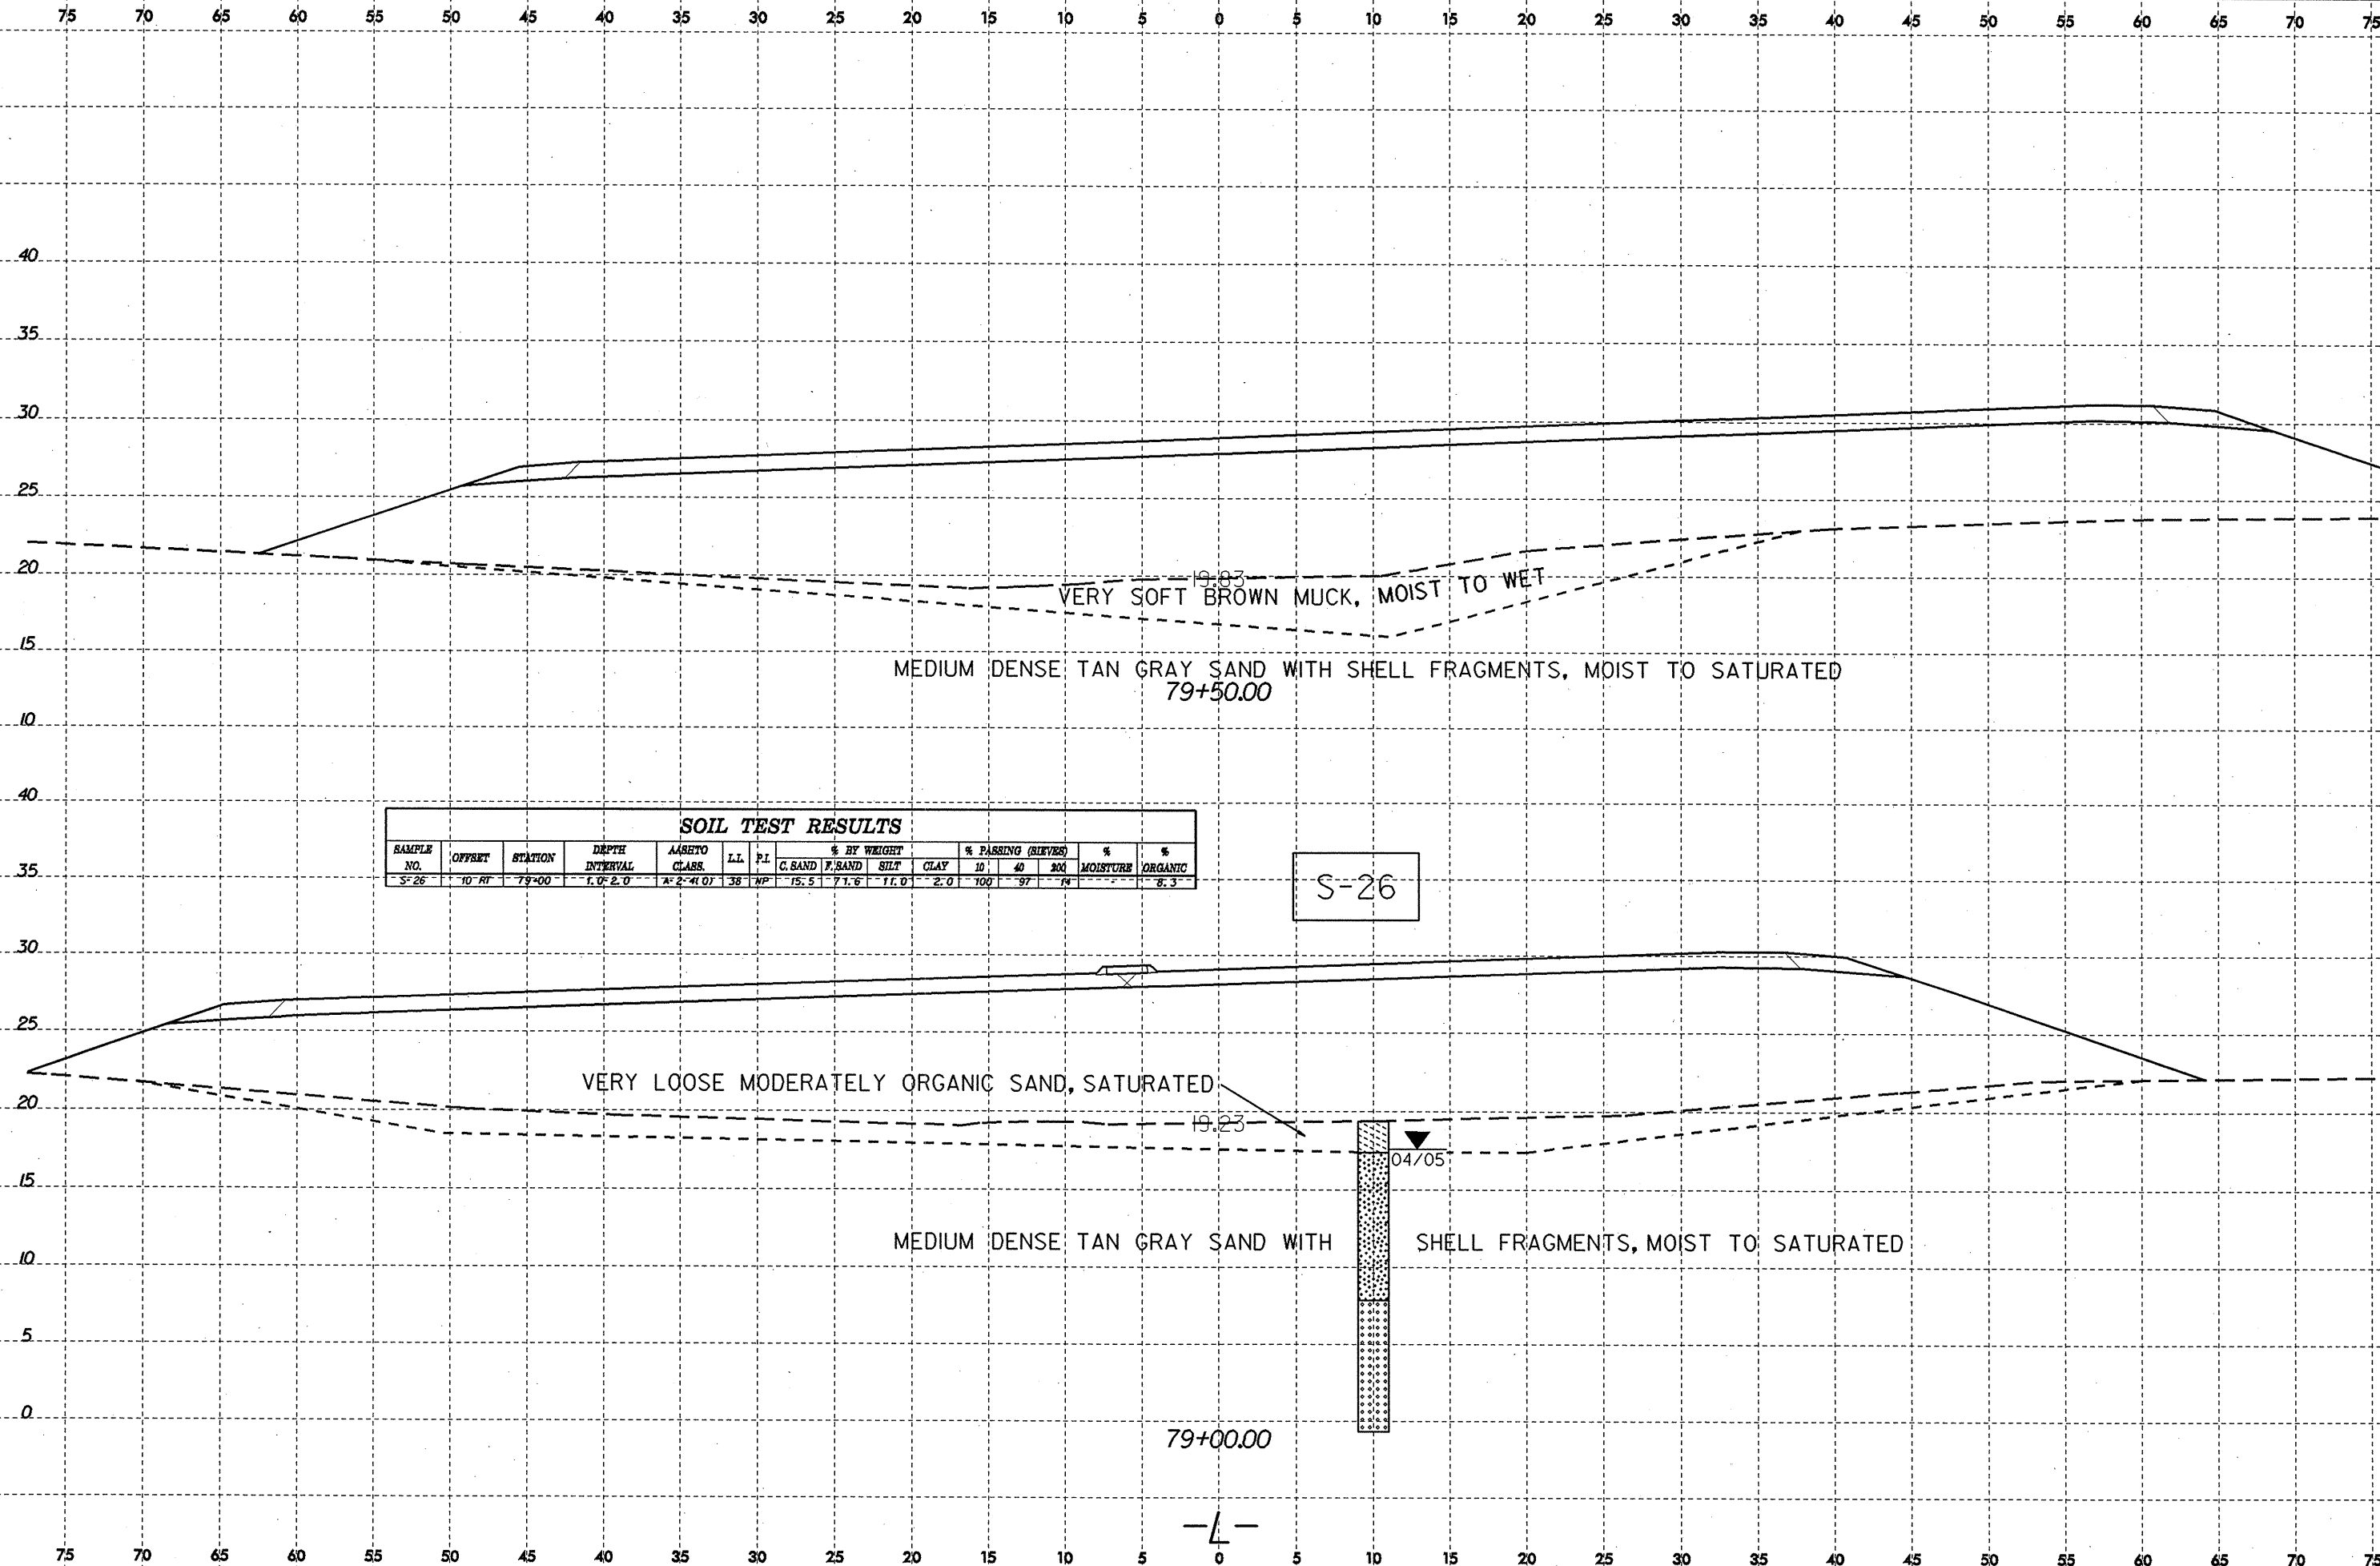 75 70 65 60 55 50 45 40 35 30 25 20 15 10 5 0 5 10 15 20 25 30 35 40 45 50 55 60 65 70 75
40
35
30
25
20
19.83
VERY SOFT BROWN MUCK, MOIST TO WET
15
MEDIUM DENSE TAN GRAY SAND WITH SHELL FRAGMENTS, MOIST TO SATURATED
79+50.00
10
40
SOIL TEST RESULTS
SAMPLE NO. OFFSET STATION DEPTH INTERVAL AASHTO CLASS. L.L. P.I. % BY WEIGHT C. SAND F. SAND SILT CLAY % PASSING (SIEVES) 10 40 200 % MOISTURE % ORGANIC
S-26 10 RT 79+00 1.0-2.0 A-2-4(0) 38 NP 15.5 71.6 11.0 2.0 100 97 14 - 8.3
35
S-26
30
25
VERY LOOSE MODERATELY ORGANIC SAND, SATURATED
20
19.23
04/05
15
MEDIUM DENSE TAN GRAY SAND WITH SHELL FRAGMENTS, MOIST TO SATURATED
10
5
0
79+00.00
-L-
75 70 65 60 55 50 45 40 35 30 25 20 15 10 5 0 5 10 15 20 25 30 35 40 45 50 55 60 65 70 75